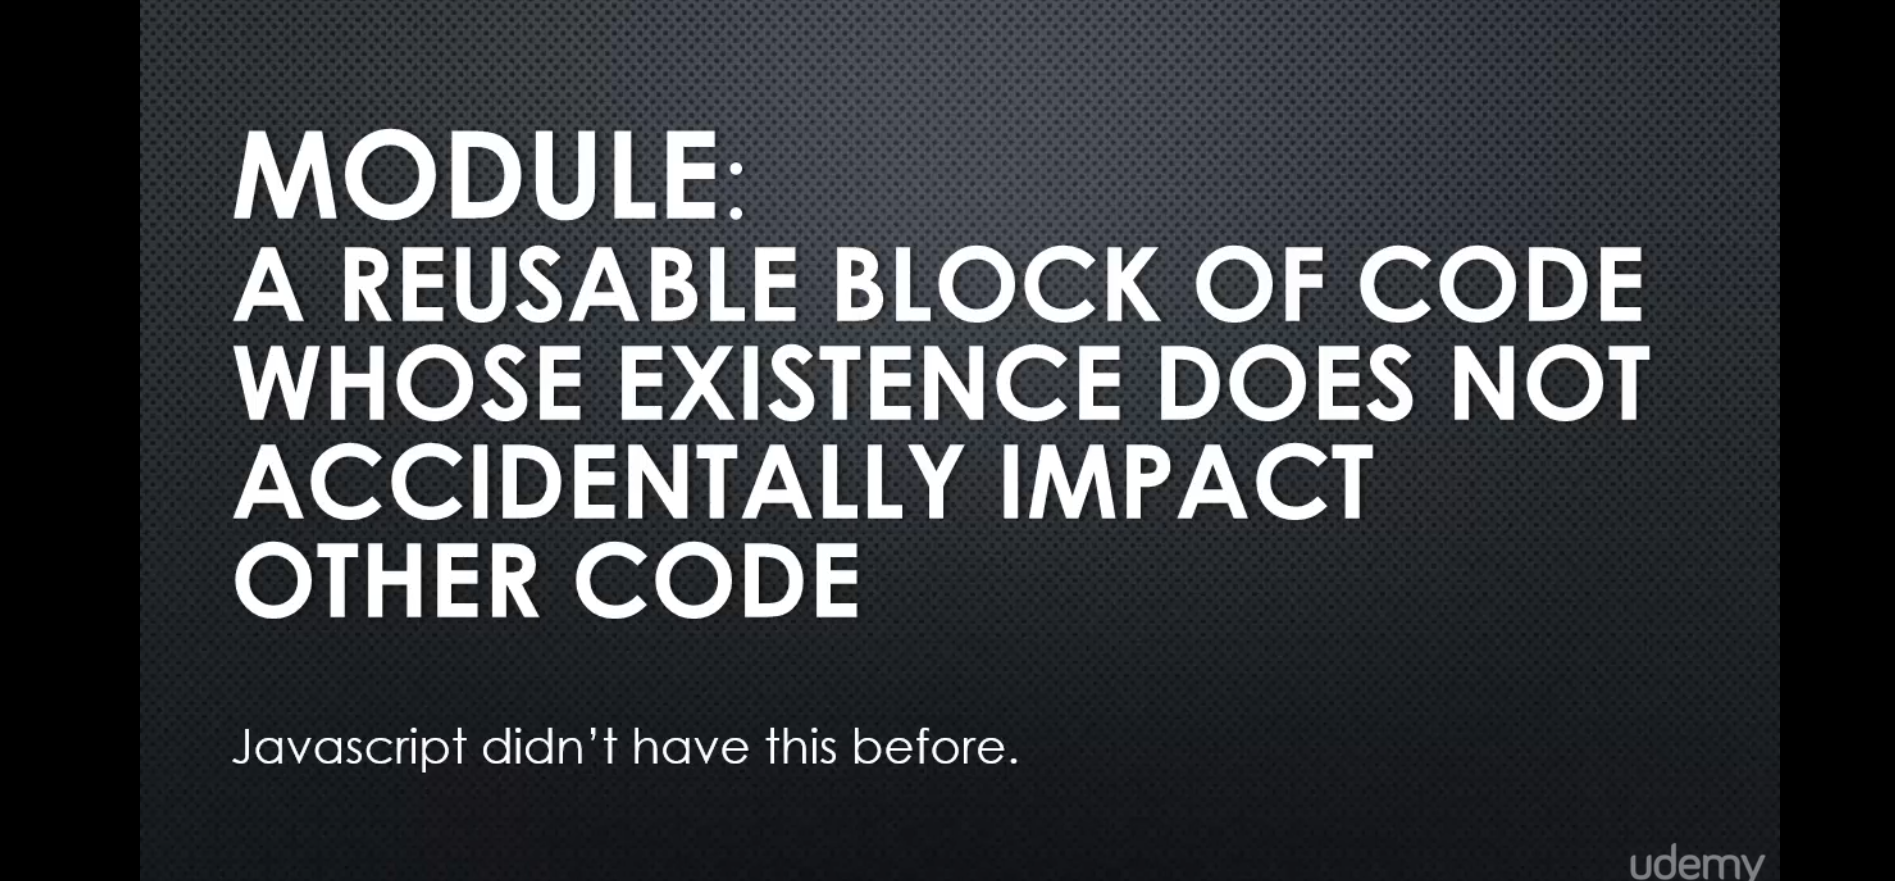 MODULE:
A REUSABLE BLOCK OF CODE
WHOSE EXISTENCE DOES NOT
ACCIDENTALLY IMPACT
OTHER CODE
Javascript didn't have this before.
udemy